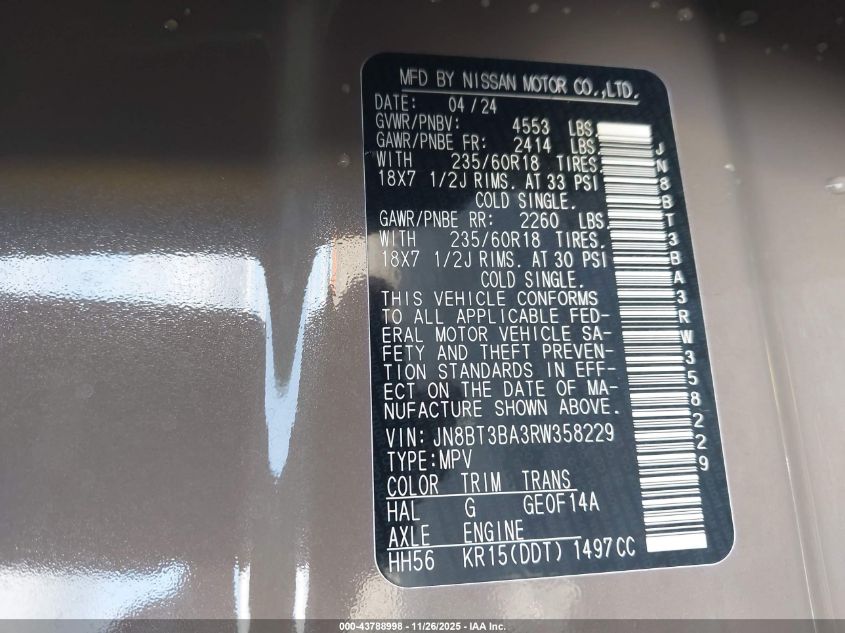 MFD BY NISSAN MOTOR CO.,LTD.
DATE: 04/24
GVWR/PNBV: 4553 LBS
GAWR/PNBE FR: 2414 LBS.
WITH 235/60R18 TIRES.
18X7 1/2J RIMS. AT 33 PSI
COLD SINGLE.
GAWR/PNBE RR: 2260 LBS.
WITH 235/60R18 TIRES.
18X7 1/2J RIMS. AT 30 PSI
COLD SINGLE.
THIS VEHICLE CONFORMS
TO ALL APPLICABLE FED-
ERAL MOTOR VEHICLE SA-
FETY AND THEFT PREVEN-
TION STANDARDS IN EFF-
ECT ON THE DATE OF MA-
NUFACTURE SHOWN ABOVE.
VIN: JN8BT3BA3RW358229
TYPE:MPV
COLOR TRIM TRANS
HAL G GE0F14A
AXLE ENGINE
HH56 KR15(DDT) 1497CC
JN8BT3BA3RW358229
000-43788998 - 11/26/2025 - IAA Inc.